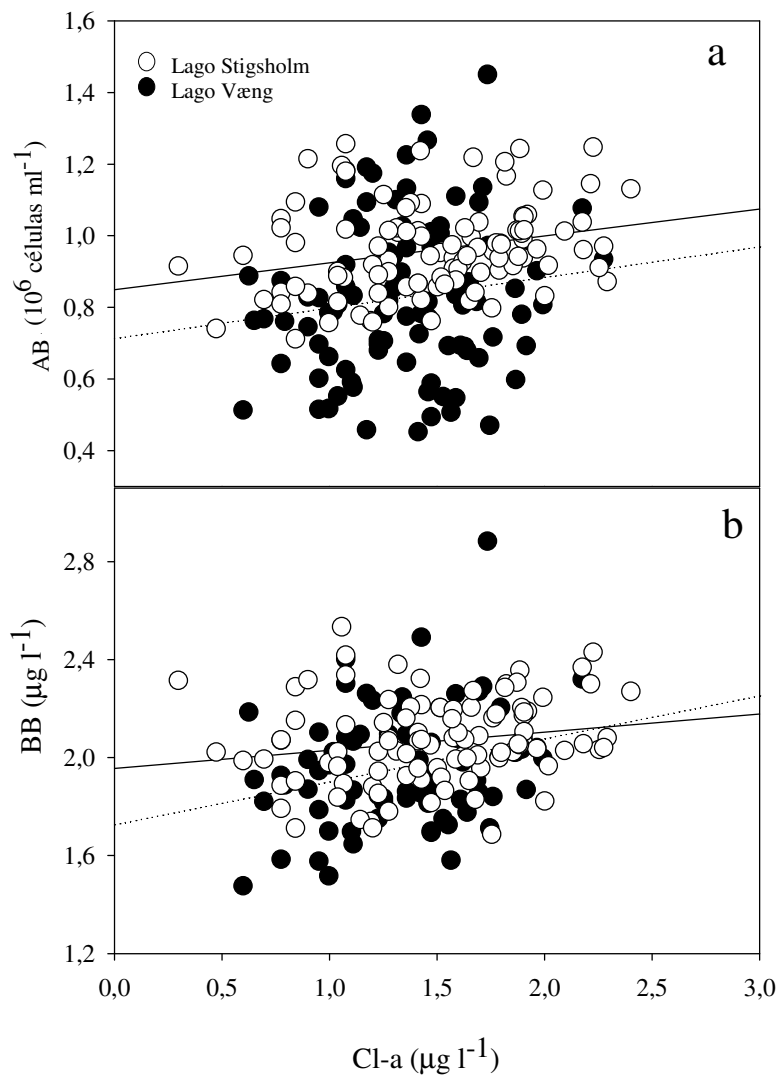 1,6
a
Lago Stigsholm
Lago Væng
1,4
1,2
1,0
0,8
0,6
0,4
AB (10⁶ células ml⁻¹)
b
2,8
2,4
2,0
1,6
1,2
BB (µg l⁻¹)
0,0 0,5 1,0 1,5 2,0 2,5 3,0
Cl-a (µg l⁻¹)